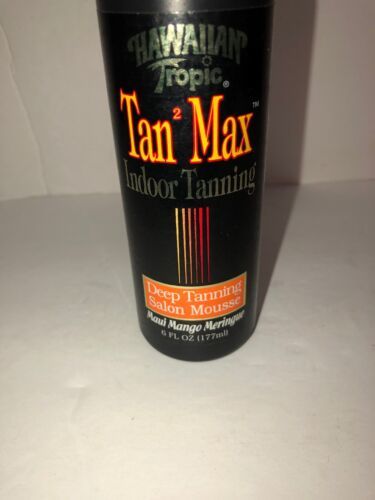 HAWAIIAN
Tropic®
Tan² Max™
Indoor Tanning
Deep Tanning
Salon Mousse
Maui Mango Meringue
6 FL OZ (177ml)